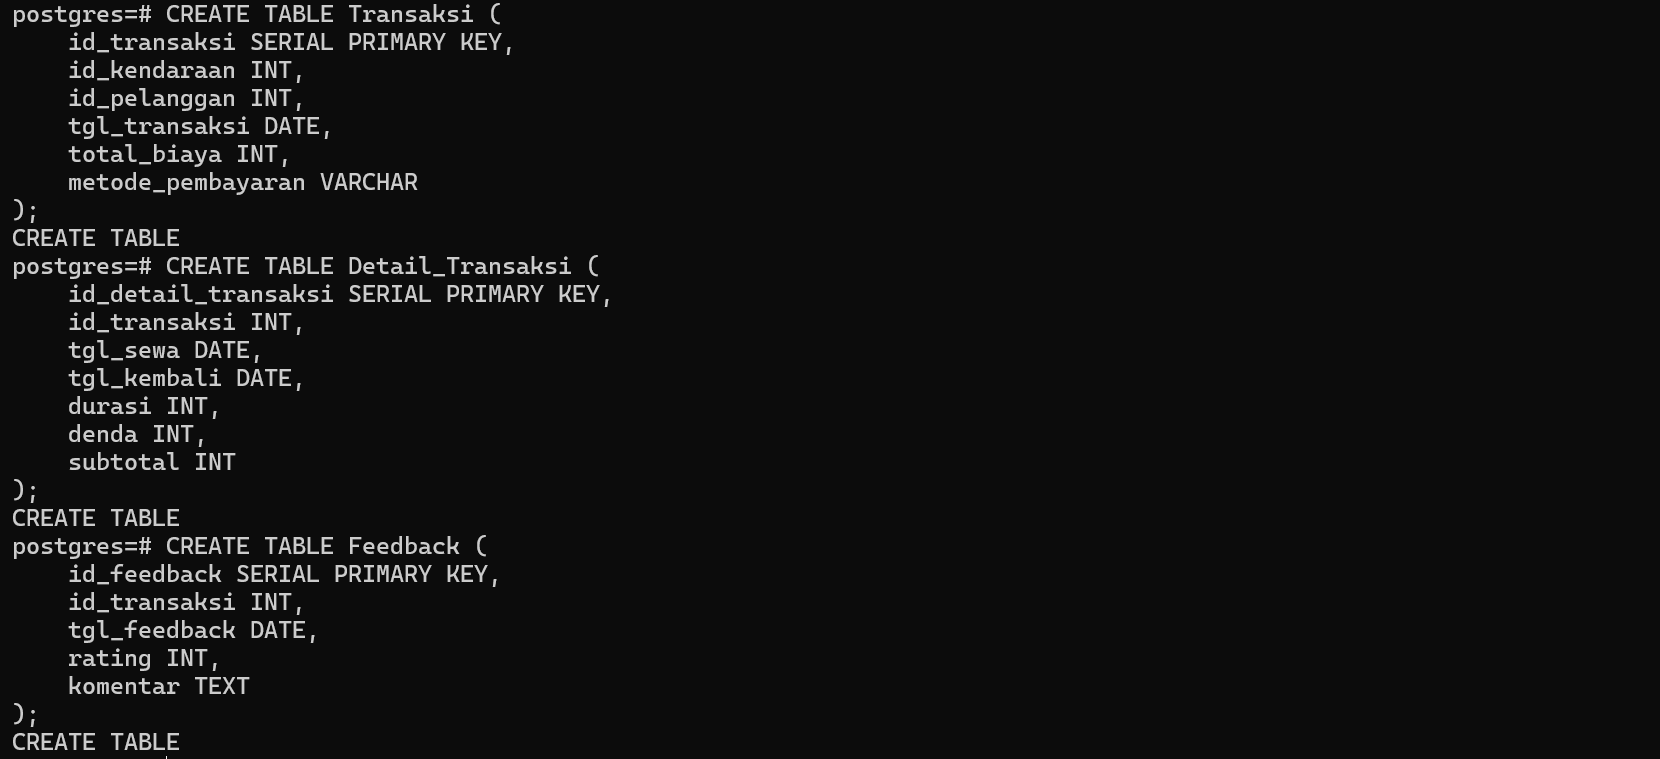 postgres=# CREATE TABLE Transaksi (
    id_transaksi SERIAL PRIMARY KEY,
    id_kendaraan INT,
    id_pelanggan INT,
    tgl_transaksi DATE,
    total_biaya INT,
    metode_pembayaran VARCHAR
);
CREATE TABLE
postgres=# CREATE TABLE Detail_Transaksi (
    id_detail_transaksi SERIAL PRIMARY KEY,
    id_transaksi INT,
    tgl_sewa DATE,
    tgl_kembali DATE,
    durasi INT,
    denda INT,
    subtotal INT
);
CREATE TABLE
postgres=# CREATE TABLE Feedback (
    id_feedback SERIAL PRIMARY KEY,
    id_transaksi INT,
    tgl_feedback DATE,
    rating INT,
    komentar TEXT
);
CREATE TABLE